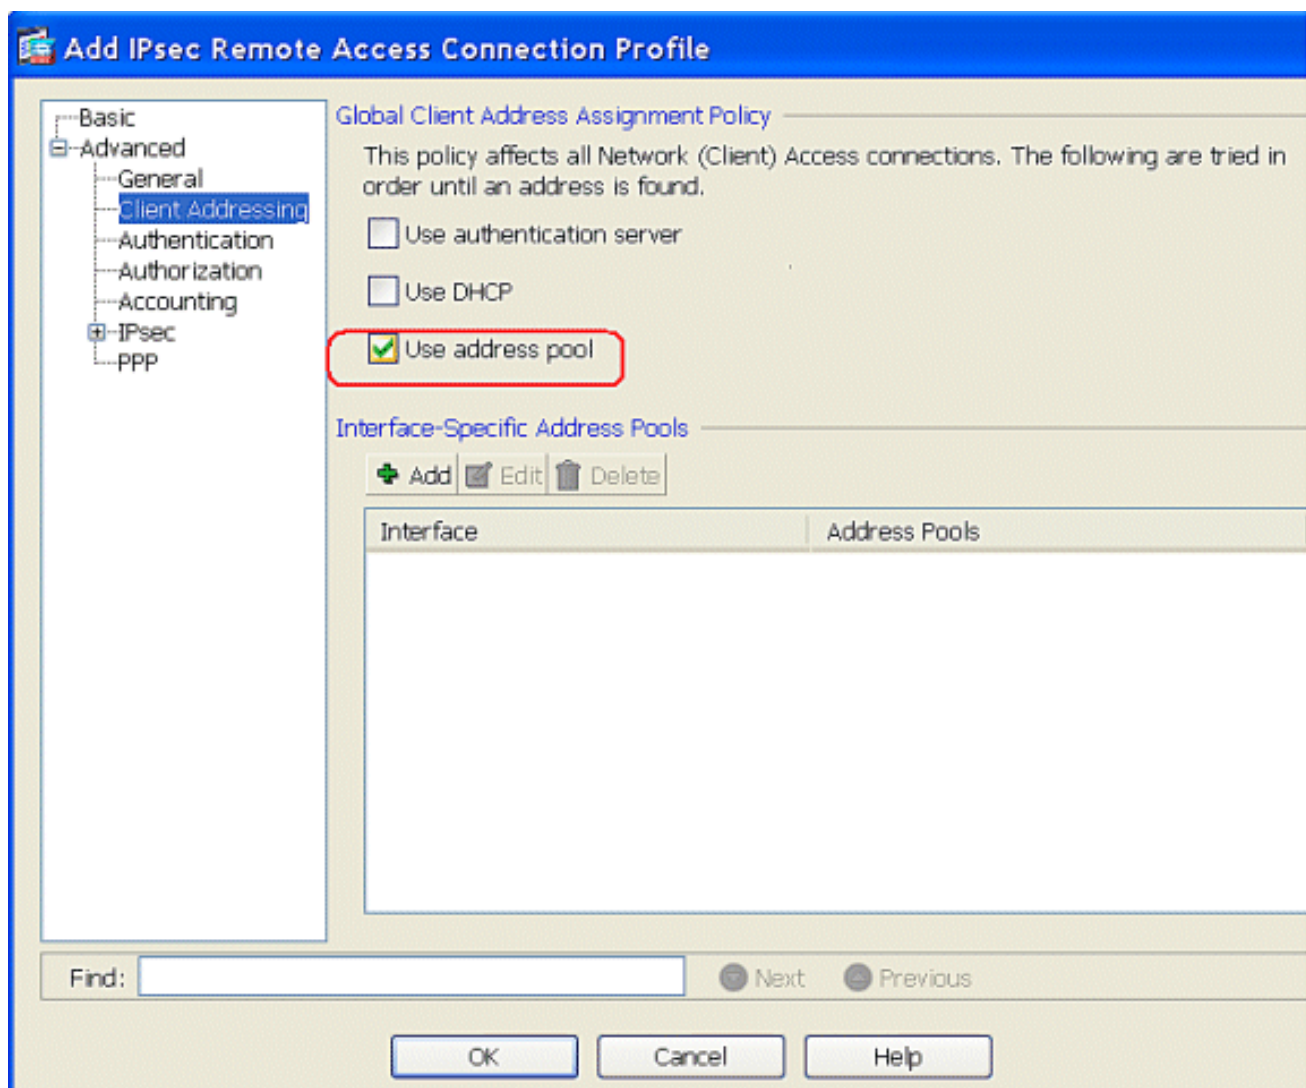 Add IPsec Remote Access Connection Profile
Basic
Advanced
General
Client Addressing
Authentication
Authorization
Accounting
IPsec
PPP
Global Client Address Assignment Policy
This policy affects all Network (Client) Access connections. The following are tried in
order until an address is found.
Use authentication server
Use DHCP
Use address pool
Interface-Specific Address Pools
Add Edit Delete
Interface Address Pools
Find: Next Previous
OK Cancel Help